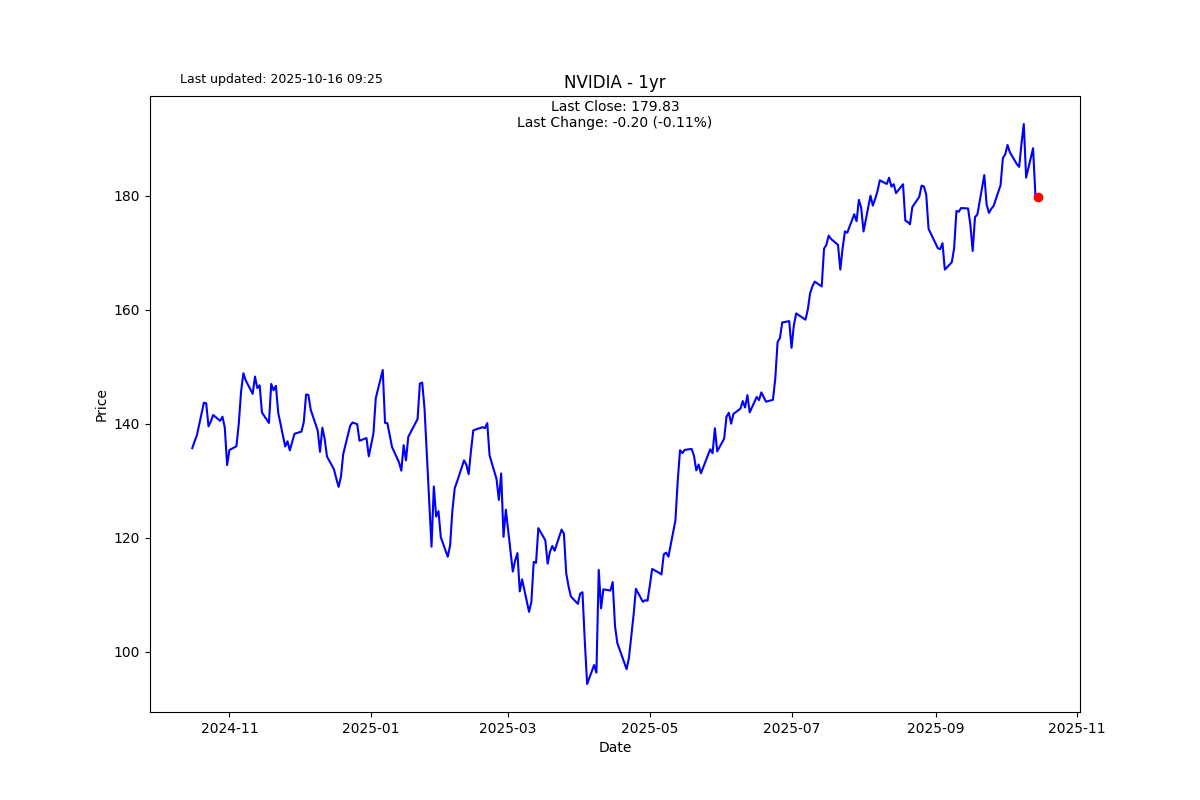 Last updated: 2025-10-16 09:25
NVIDIA - 1yr
Last Close: 179.83
Last Change: -0.20 (-0.11%)
Price
180
160
140
120
100
2024-11
2025-01
2025-03
2025-05
2025-07
2025-09
2025-11
Date